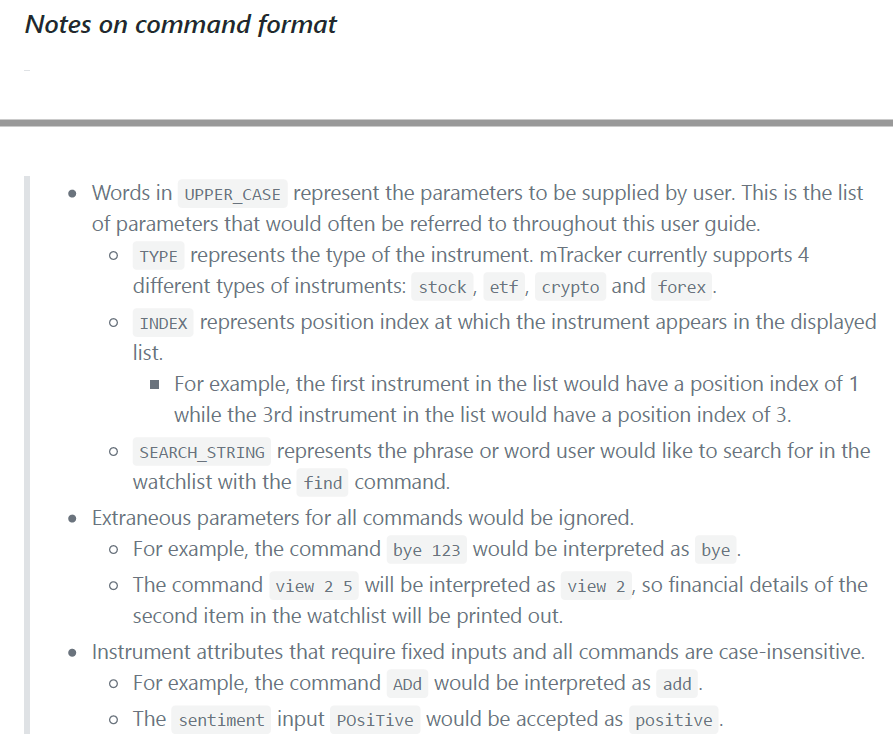 Notes on command format
Words in UPPER_CASE represent the parameters to be supplied by user. This is the list
of parameters that would often be referred to throughout this user guide.
TYPE represents the type of the instrument. mTracker currently supports 4
different types of instruments: stock, etf, crypto and forex.
INDEX represents position index at which the instrument appears in the displayed
list.
For example, the first instrument in the list would have a position index of 1
while the 3rd instrument in the list would have a position index of 3.
SEARCH_STRING represents the phrase or word user would like to search for in the
watchlist with the find command.
Extraneous parameters for all commands would be ignored.
For example, the command bye 123 would be interpreted as bye.
The command view 2 5 will be interpreted as view 2, so financial details of the
second item in the watchlist will be printed out.
Instrument attributes that require fixed inputs and all commands are case-insensitive.
For example, the command ADd would be interpreted as add.
The sentiment input POsiTive would be accepted as positive.